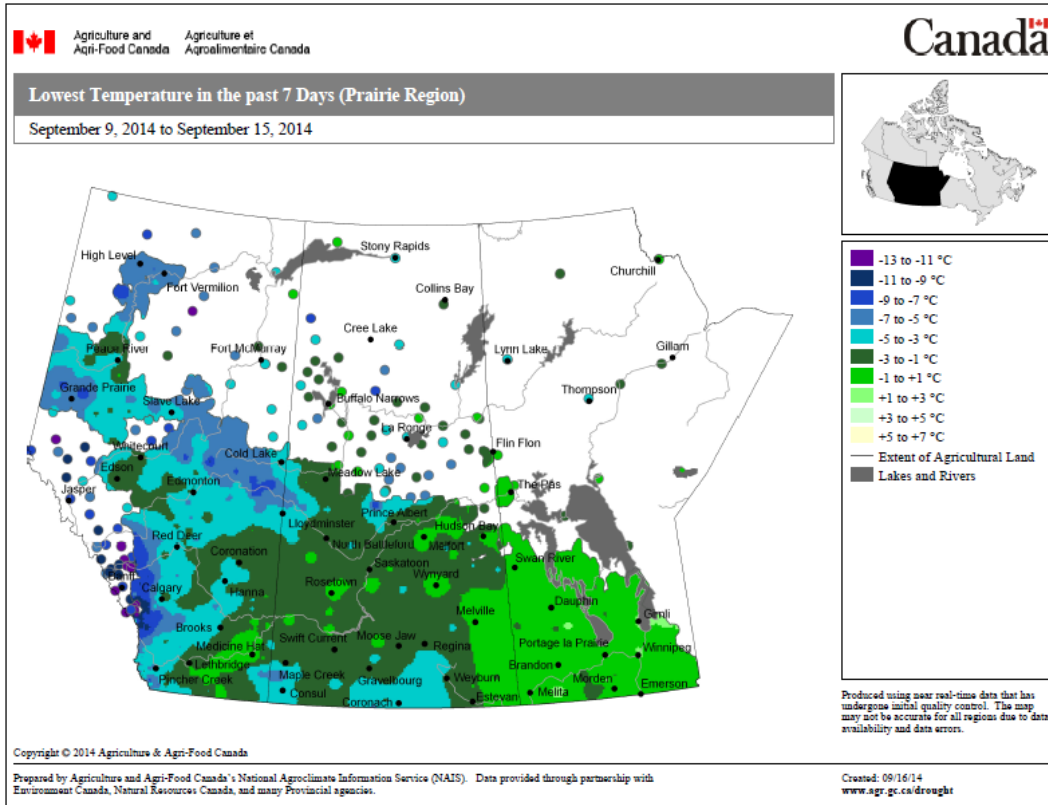 Agriculture and Agriculture et
Agri-Food Canada Agroalimentaire Canada
Canada
Lowest Temperature in the past 7 Days (Prairie Region)
September 9, 2014 to September 15, 2014
High Level
Fort Vermilion
Stony Rapids
Churchill
Collins Bay
Cree Lake
Peace River
Fort McMurray
Lynn Lake
Gillam
Grande Prairie
Slave Lake
Buffalo Narrows
Thompson
La Ronge
Whitecourt
Flin Flon
Cold Lake
Edson
Meadow Lake
Jasper
Edmonton
The Pas
Lloydminster
Prince Albert
Red Deer
North Battleford
Hudson Bay
Melfort
Coronation
Saskatoon
Swan River
Banff
Calgary
Hanna
Rosetown
Wynyard
Dauphin
Melville
Gimli
Brooks
Swift Current
Moose Jaw
Regina
Portage la Prairie
Winnipeg
Medicine Hat
Lethbridge
Brandon
Pincher Creek
Maple Creek
Gravelbourg
Weyburn
Morden
Consul
Coronach
Estevan
Melita
Emerson
-13 to -11 °C
-11 to -9 °C
-9 to -7 °C
-7 to -5 °C
-5 to -3 °C
-3 to -1 °C
-1 to +1 °C
+1 to +3 °C
+3 to +5 °C
+5 to +7 °C
Extent of Agricultural Land
Lakes and Rivers
Produced using near real-time data that has
undergone initial quality control. The map
may not be accurate for all regions due to data
availability and data errors.
Copyright © 2014 Agriculture & Agri-Food Canada
Prepared by Agriculture and Agri-Food Canada's National Agroclimate Information Service (NAIS). Data provided through partnership with
Environment Canada, Natural Resources Canada, and many Provincial agencies.
Created: 09/16/14
www.agr.gc.ca/drought